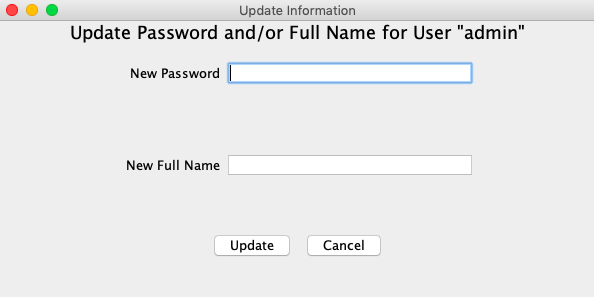 Update Information
Update Password and/or Full Name for User "admin"
New Password
New Full Name
Update Cancel